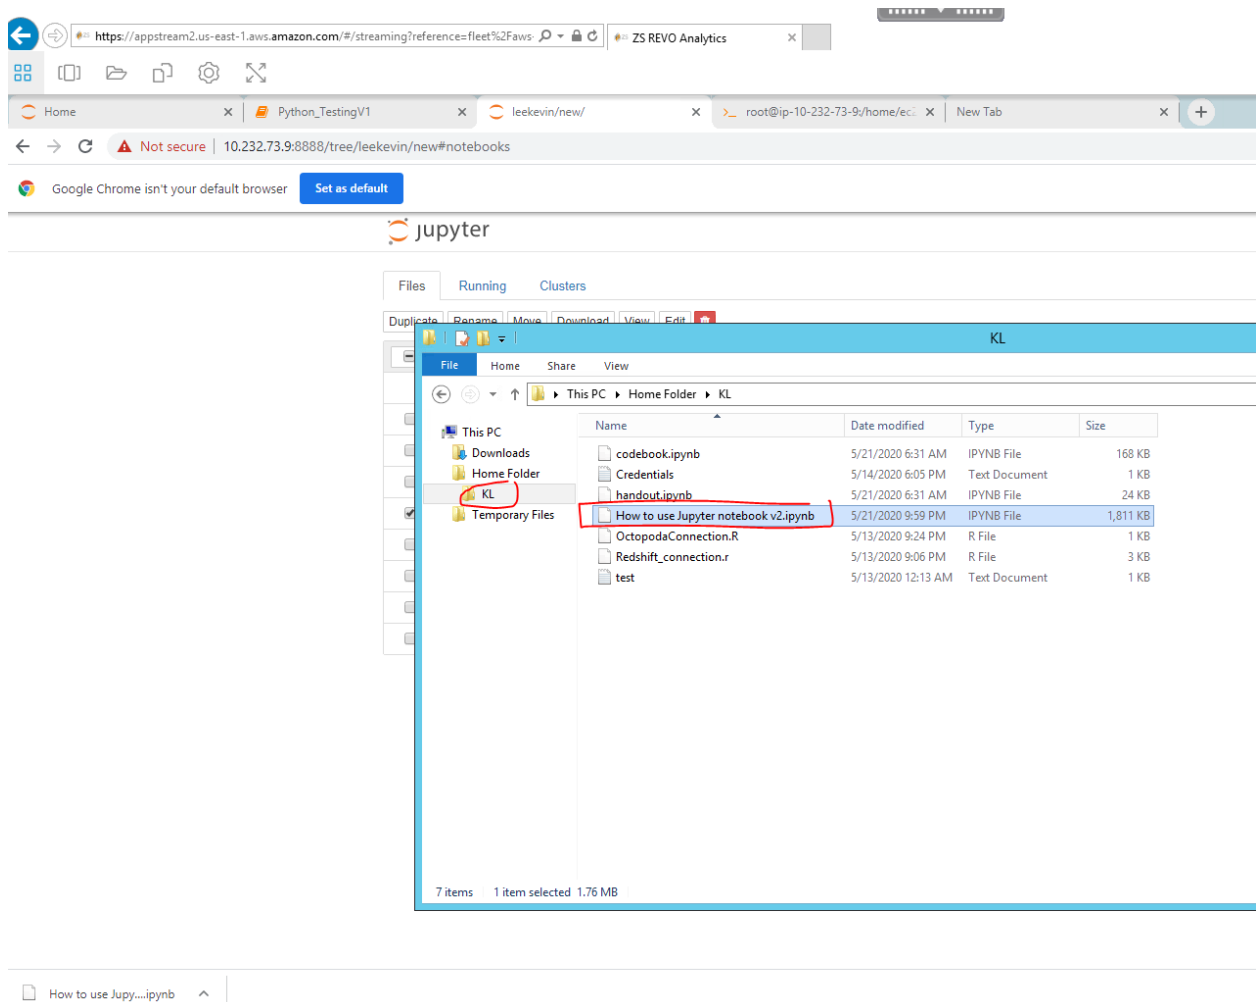 https://appstream2.us-east-1.aws.amazon.com/#/streaming?reference=fleet%2Faws- ZS REVO Analytics
Home Python_TestingV1 leekevin/new/ root@ip-10-232-73-9:/home/ec2 New Tab
Not secure 10.232.73.9:8888/tree/leekevin/new#notebooks
Google Chrome isn't your default browser Set as default
jupyter
Files Running Clusters
Duplicate Rename Move Download View Edit
KL
File Home Share View
This PC Home Folder KL
Name Date modified Type Size
This PC
Downloads
Home Folder
KL
Temporary Files
codebook.ipynb 5/21/2020 6:31 AM IPYNB File 168 KB
Credentials 5/14/2020 6:05 PM Text Document 1 KB
handout.ipynb 5/21/2020 6:31 AM IPYNB File 24 KB
How to use Jupyter notebook v2.ipynb 5/21/2020 9:59 PM IPYNB File 1,811 KB
OctopodaConnection.R 5/13/2020 9:24 PM R File 1 KB
Redshift_connection.r 5/13/2020 9:06 PM R File 3 KB
test 5/13/2020 12:13 AM Text Document 1 KB
7 items 1 item selected 1.76 MB
How to use Jupy....ipynb